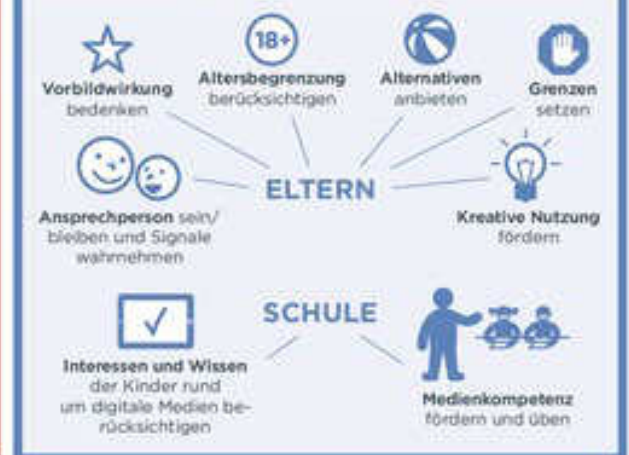 18+
Vorbildwirkung
bedenken
Altersbegrenzung
berücksichtigen
Alternativen
anbieten
Grenzen
setzen
ELTERN
Ansprechperson sein/
bleiben und Signale
wahrnehmen
Kreative Nutzung
fördern
SCHULE
Interessen und Wissen
der Kinder rund
um digitale Medien be-
rücksichtigen
Medienkompetenz
fördern und üben